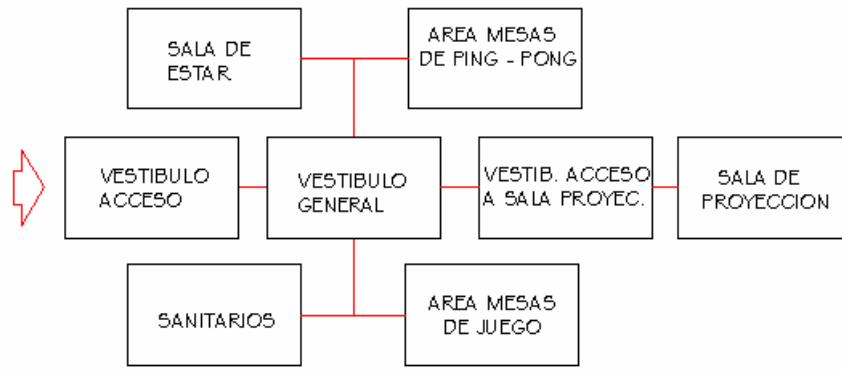 SALA DE
ESTAR
AREA MESAS
DE PING - PONG
VESTIBULO
ACCESO
VESTIBULO
GENERAL
VESTIB. ACCESO
A SALA PROYEC.
SALA DE
PROYECCION
SANITARIOS
AREA MESAS
DE JUEGO